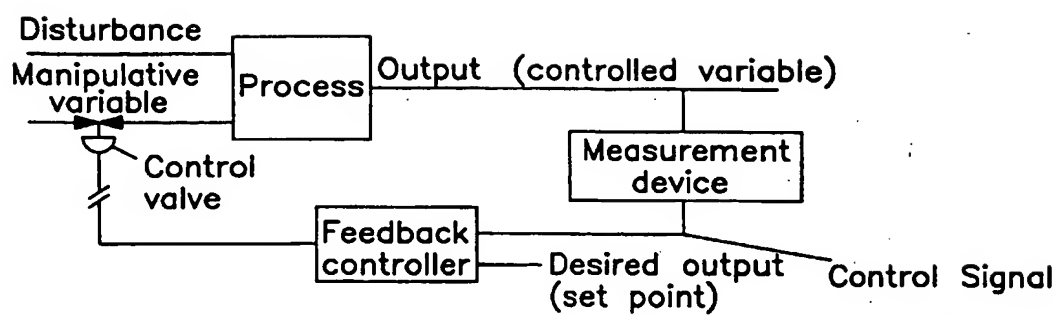 Disturbance
Manipulative
variable
Process
Output (controlled variable)
Control
valve
Measurement
device
Feedback
controller
Desired output
(set point)
Control Signal